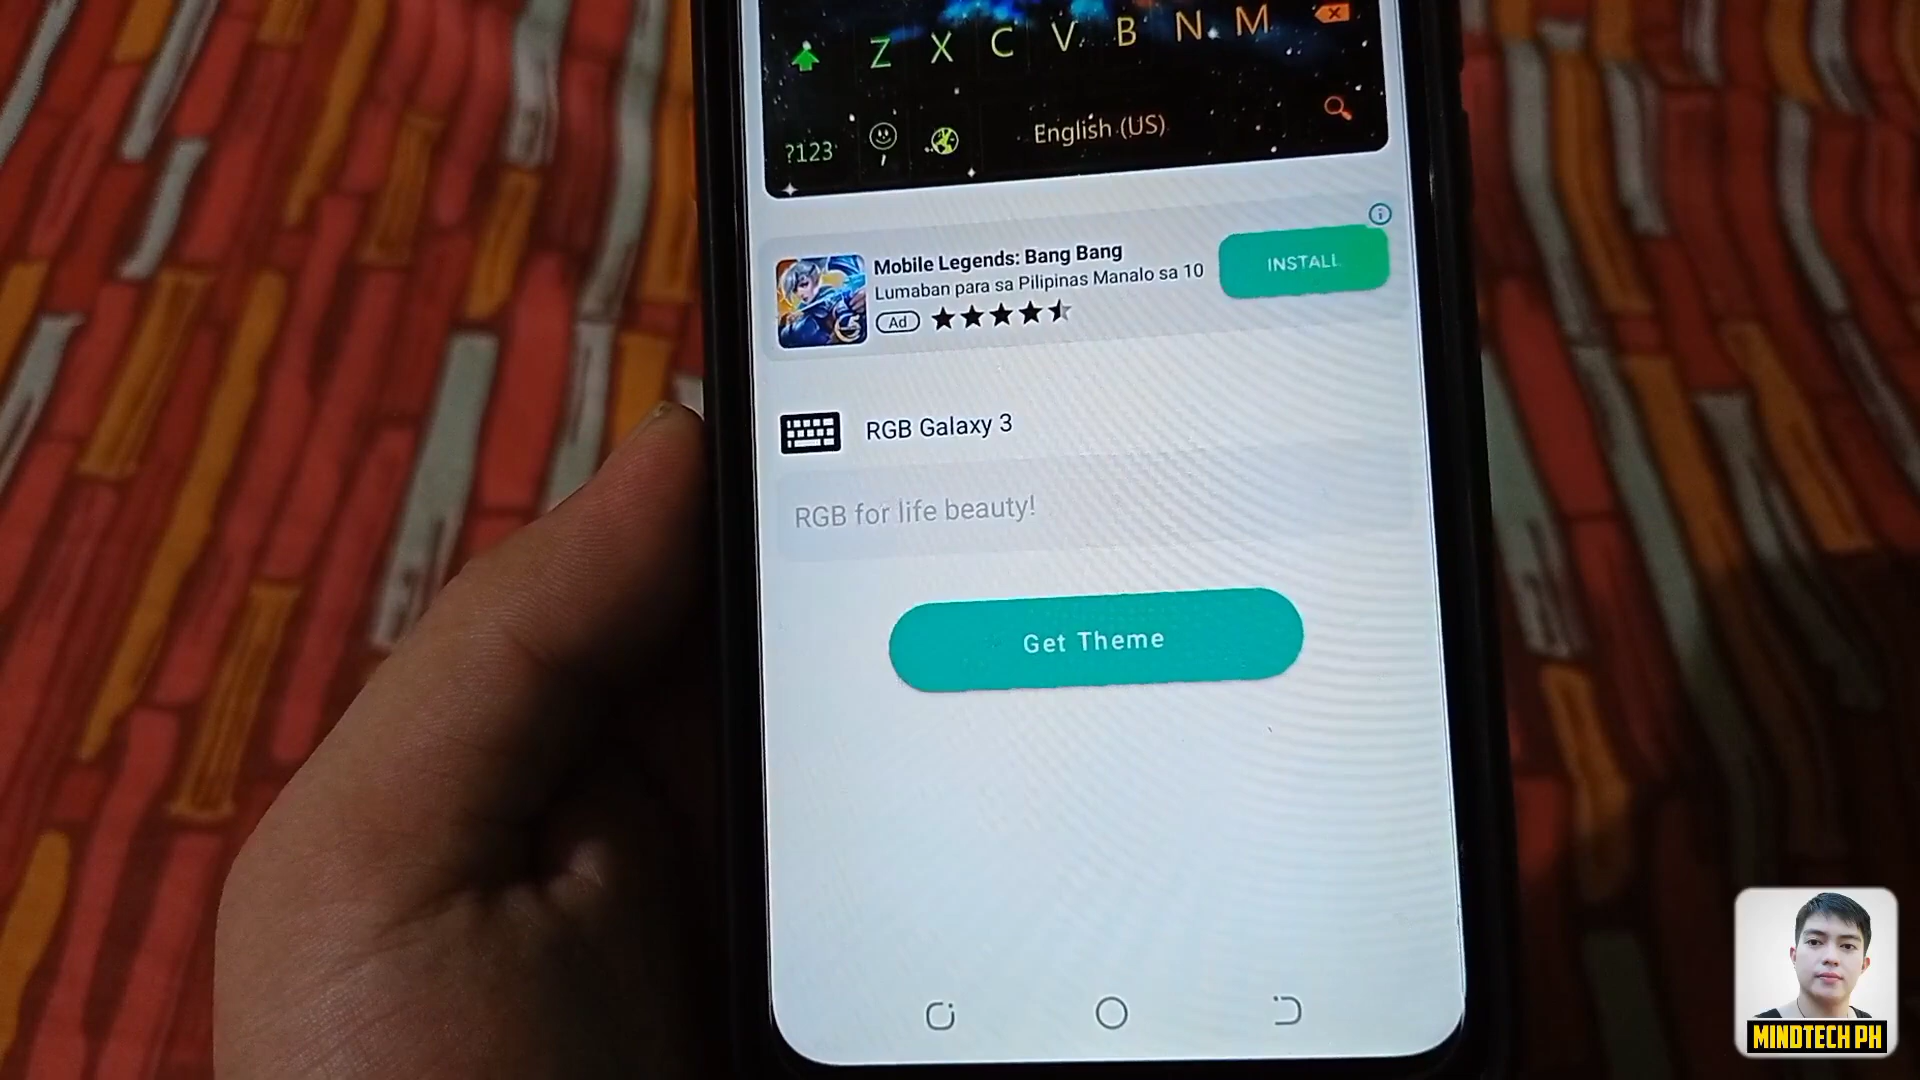 Z X C V B N M
?123 English (US)
Mobile Legends: Bang Bang
Lumaban para sa Pilipinas Manalo sa 10
Ad
INSTALL
RGB Galaxy 3
RGB for life beauty!
Get Theme
MINDTECH PH